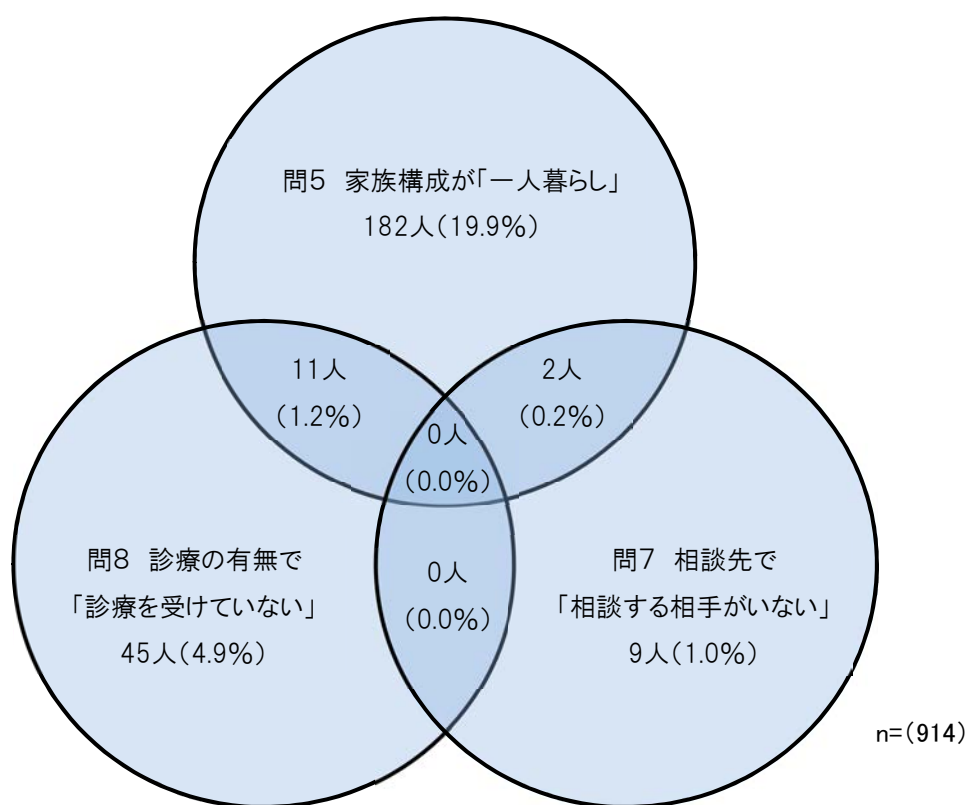 問5 家族構成が「一人暮らし」
182人(19.9%)
11人
(1.2%)
2人
(0.2%)
0人
(0.0%)
問8 診療の有無で
「診療を受けていない」
45人(4.9%)
0人
(0.0%)
問7 相談先で
「相談する相手がいない」
9人(1.0%)
n=(914)